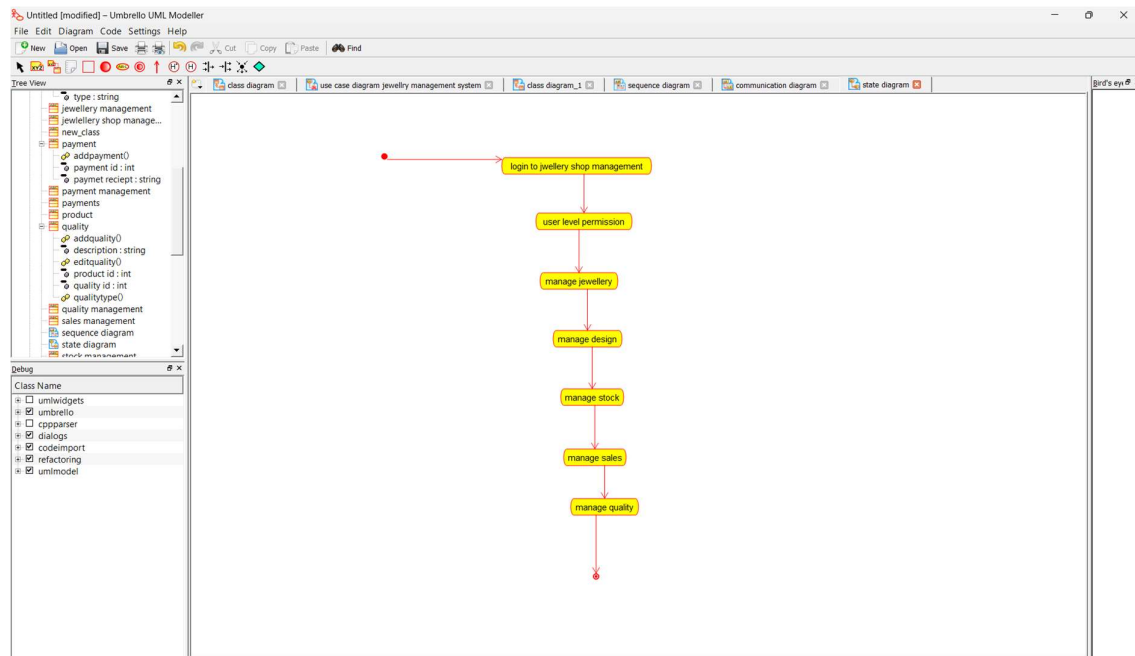 Untitled [modified] – Umbrello UML Modeller
File Edit Diagram Code Settings Help
New Open Save Cut Copy Paste Find
Tree View
type : string
jewellery management
jewlellery shop manage...
new_class
payment
addpayment()
payment id : int
paymet reciept : string
payment management
payments
product
quality
addquality()
description : string
editquality()
product id : int
quality id : int
qualitytype()
quality management
sales management
sequence diagram
state diagram
stock management
Debug
Class Name
umlwidgets
umbrello
cppparser
dialogs
codeimport
refactoring
umlmodel
class diagram
use case diagram jewellry management system
class diagram_1
sequence diagram
communication diagram
state diagram
login to jwellery shop management
user level permission
manage jewellery
manage design
manage stock
manage sales
manage quality
Bird's eye